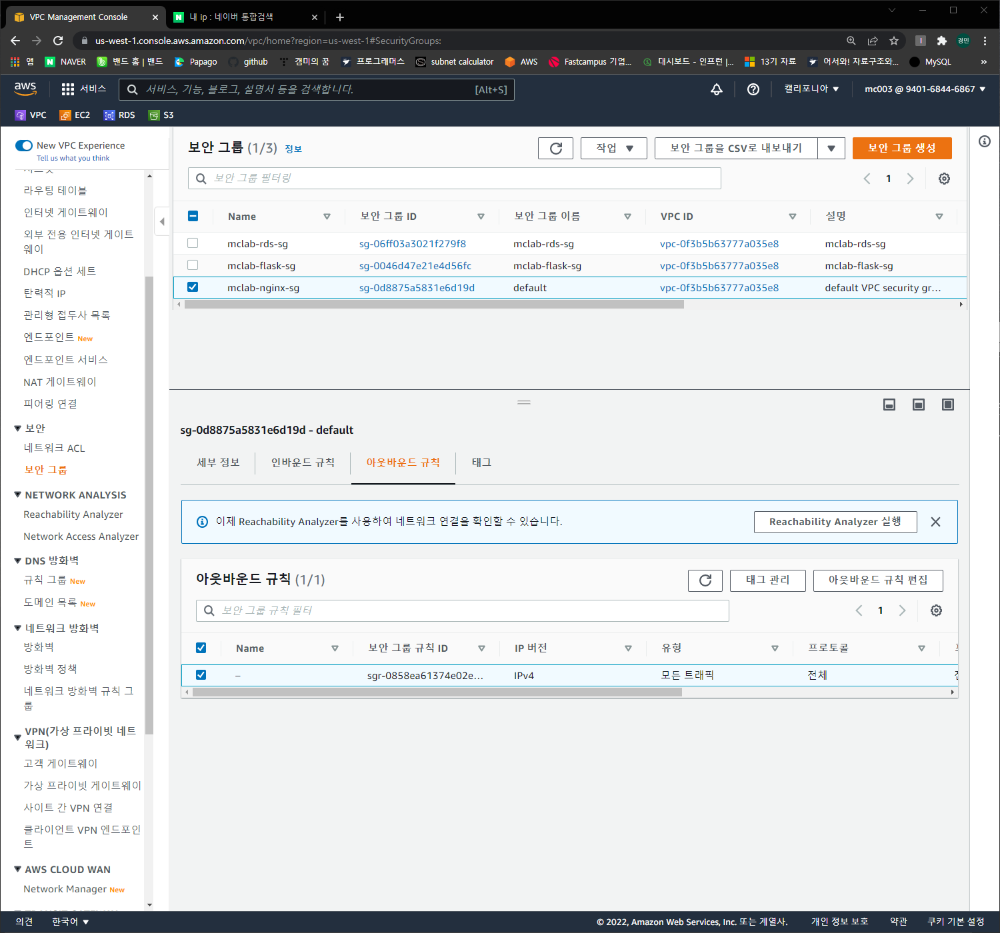 VPC Management Console
내 ip : 네이버 통합검색
us-west-1.console.aws.amazon.com/vpc/home?region=us-west-1#SecurityGroups:
경민
앱 NAVER 밴드 홈 | 밴드 Papago github 캠미의 꿈 프로그래머스 subnet calculator AWS Fastcampus 기업... 대시보드 - 인프런 |... 13기 자료 어서와! 자료구조와... MySQL »
aws 서비스 서비스, 기능, 블로그, 설명서 등을 검색합니다. [Alt+S] 캘리포니아 ▼ mc003 @ 9401-6844-6867 ▼
VPC EC2 RDS S3
New VPC Experience
Tell us what you think
라우팅 테이블
인터넷 게이트웨이
외부 전용 인터넷 게이트
웨이
DHCP 옵션 세트
탄력적 IP
관리형 접두사 목록
엔드포인트 New
엔드포인트 서비스
NAT 게이트웨이
피어링 연결
보안
네트워크 ACL
보안 그룹
NETWORK ANALYSIS
Reachability Analyzer
Network Access Analyzer
DNS 방화벽
규칙 그룹 New
도메인 목록 New
네트워크 방화벽
방화벽
방화벽 정책
네트워크 방화벽 규칙 그
룹
VPN(가상 프라이빗 네트
워크)
고객 게이트웨이
가상 프라이빗 게이트웨이
사이트 간 VPN 연결
클라이언트 VPN 엔드포인
트
AWS CLOUD WAN
Network Manager New
보안 그룹 (1/3) 정보
작업 보안 그룹을 CSV로 내보내기 보안 그룹 생성
보안 그룹 필터링
1
Name 보안 그룹 ID 보안 그룹 이름 VPC ID 설명
mclab-rds-sg sg-06ff03a3021f279f8 mclab-rds-sg vpc-0f3b5b63777a035e8 mclab-rds-sg
mclab-flask-sg sg-0046d47e21e4d56fc mclab-flask-sg vpc-0f3b5b63777a035e8 mclab-flask-sg
mclab-nginx-sg sg-0d8875a5831e6d19d default vpc-0f3b5b63777a035e8 default VPC security gr...
sg-0d8875a5831e6d19d - default
세부 정보 인바운드 규칙 아웃바운드 규칙 태그
이제 Reachability Analyzer를 사용하여 네트워크 연결을 확인할 수 있습니다. Reachability Analyzer 실행
아웃바운드 규칙 (1/1) 태그 관리 아웃바운드 규칙 편집
보안 그룹 규칙 필터
1
Name 보안 그룹 규칙 ID IP 버전 유형 프로토콜
– sgr-0858ea61374e02e... IPv4 모든 트래픽 전체
의견 한국어 ▼ © 2022, Amazon Web Services, Inc. 또는 계열사. 개인 정보 보호 약관 쿠키 기본 설정